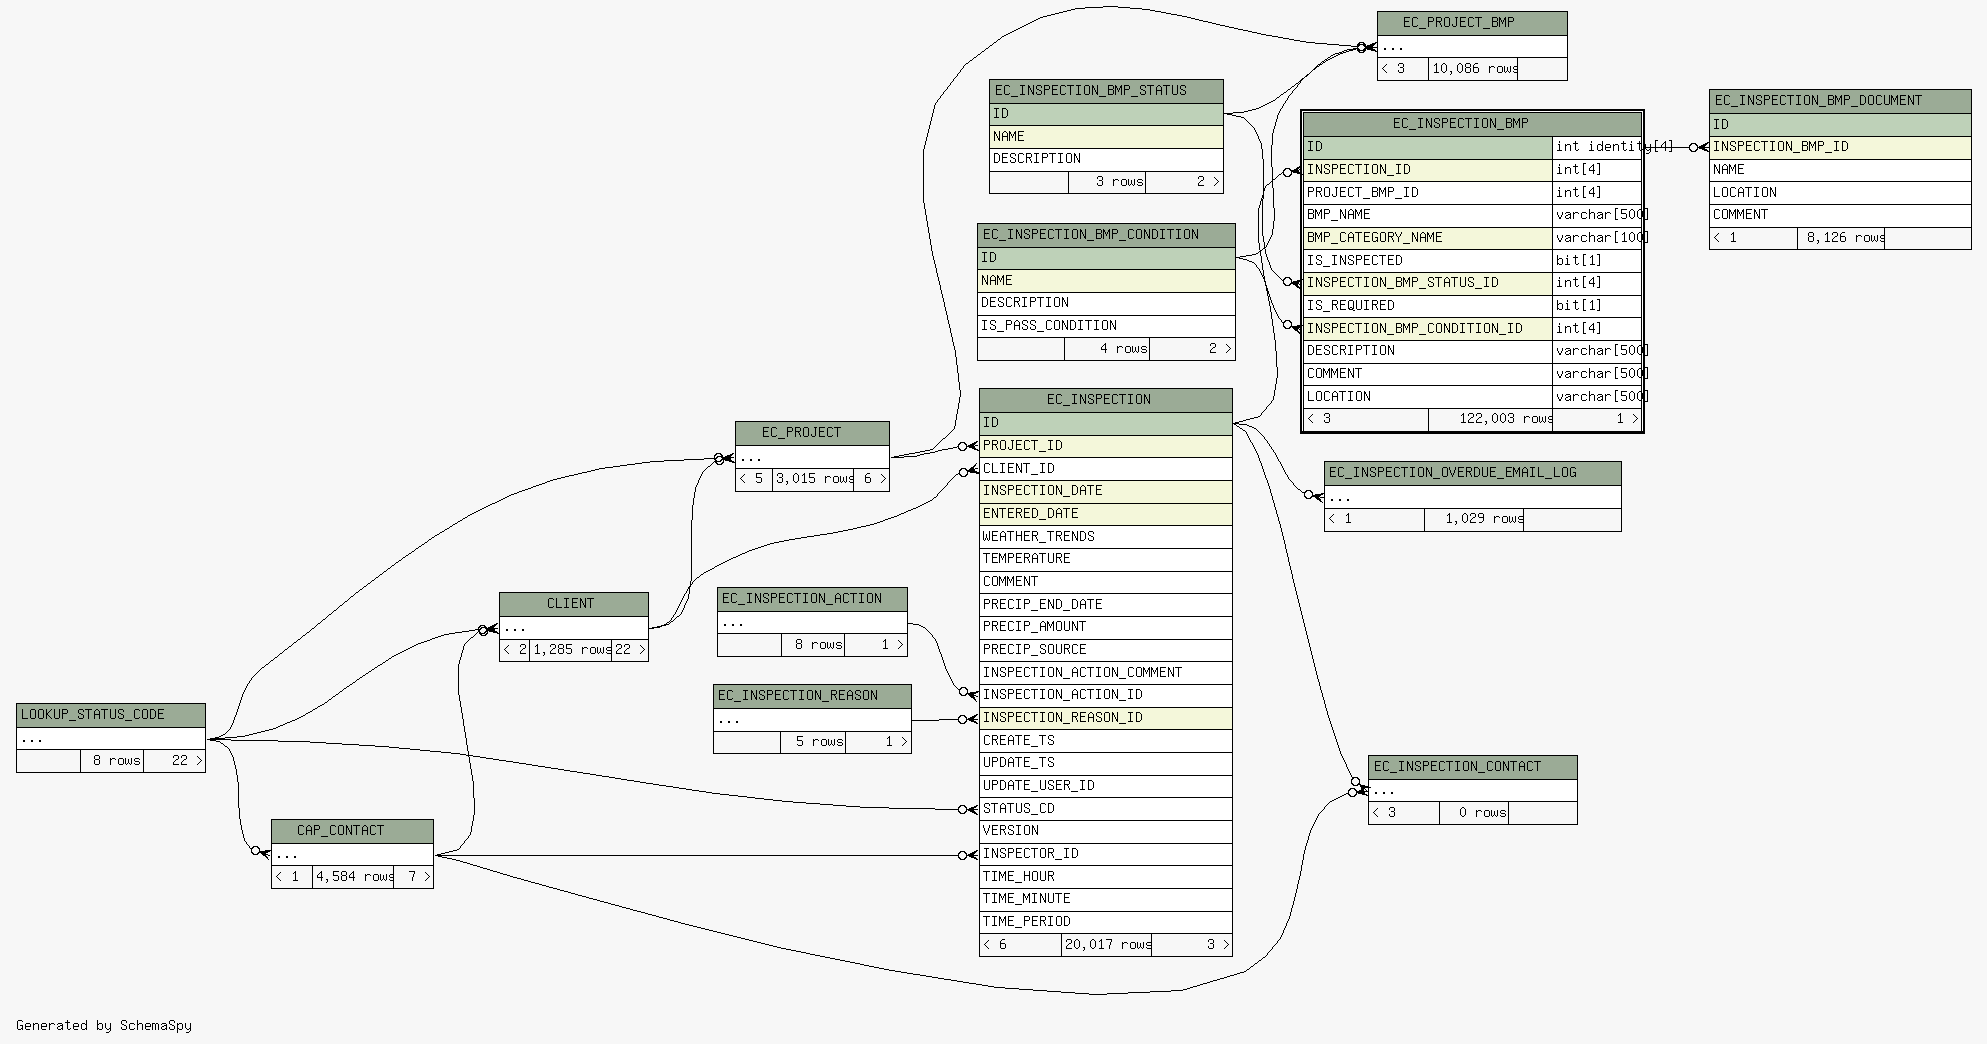 EC_PROJECT_BMP
...
< 3 10,086 rows
EC_INSPECTION_BMP_STATUS
ID
NAME
DESCRIPTION
3 rows 2 >
EC_INSPECTION_BMP
ID int identity[4]
INSPECTION_ID int[4]
PROJECT_BMP_ID int[4]
BMP_NAME varchar[500]
BMP_CATEGORY_NAME varchar[100]
IS_INSPECTED bit[1]
INSPECTION_BMP_STATUS_ID int[4]
IS_REQUIRED bit[1]
INSPECTION_BMP_CONDITION_ID int[4]
DESCRIPTION varchar[500]
COMMENT varchar[500]
LOCATION varchar[500]
< 3 122,003 rows 1 >
EC_INSPECTION_BMP_DOCUMENT
ID
INSPECTION_BMP_ID
NAME
LOCATION
COMMENT
< 1 8,126 rows
EC_INSPECTION_BMP_CONDITION
ID
NAME
DESCRIPTION
IS_PASS_CONDITION
4 rows 2 >
EC_INSPECTION
ID
PROJECT_ID
CLIENT_ID
INSPECTION_DATE
ENTERED_DATE
WEATHER_TRENDS
TEMPERATURE
COMMENT
PRECIP_END_DATE
PRECIP_AMOUNT
PRECIP_SOURCE
INSPECTION_ACTION_COMMENT
INSPECTION_ACTION_ID
INSPECTION_REASON_ID
CREATE_TS
UPDATE_TS
UPDATE_USER_ID
STATUS_CD
VERSION
INSPECTOR_ID
TIME_HOUR
TIME_MINUTE
TIME_PERIOD
< 6 20,017 rows 3 >
EC_PROJECT
...
< 5 3,015 rows 6 >
EC_INSPECTION_OVERDUE_EMAIL_LOG
...
< 1 1,029 rows
CLIENT
...
< 2 1,285 rows 22 >
EC_INSPECTION_ACTION
...
8 rows 1 >
EC_INSPECTION_REASON
...
5 rows 1 >
LOOKUP_STATUS_CODE
...
8 rows 22 >
EC_INSPECTION_CONTACT
...
< 3 0 rows
CAP_CONTACT
...
< 1 4,584 rows 7 >
Generated by SchemaSpy